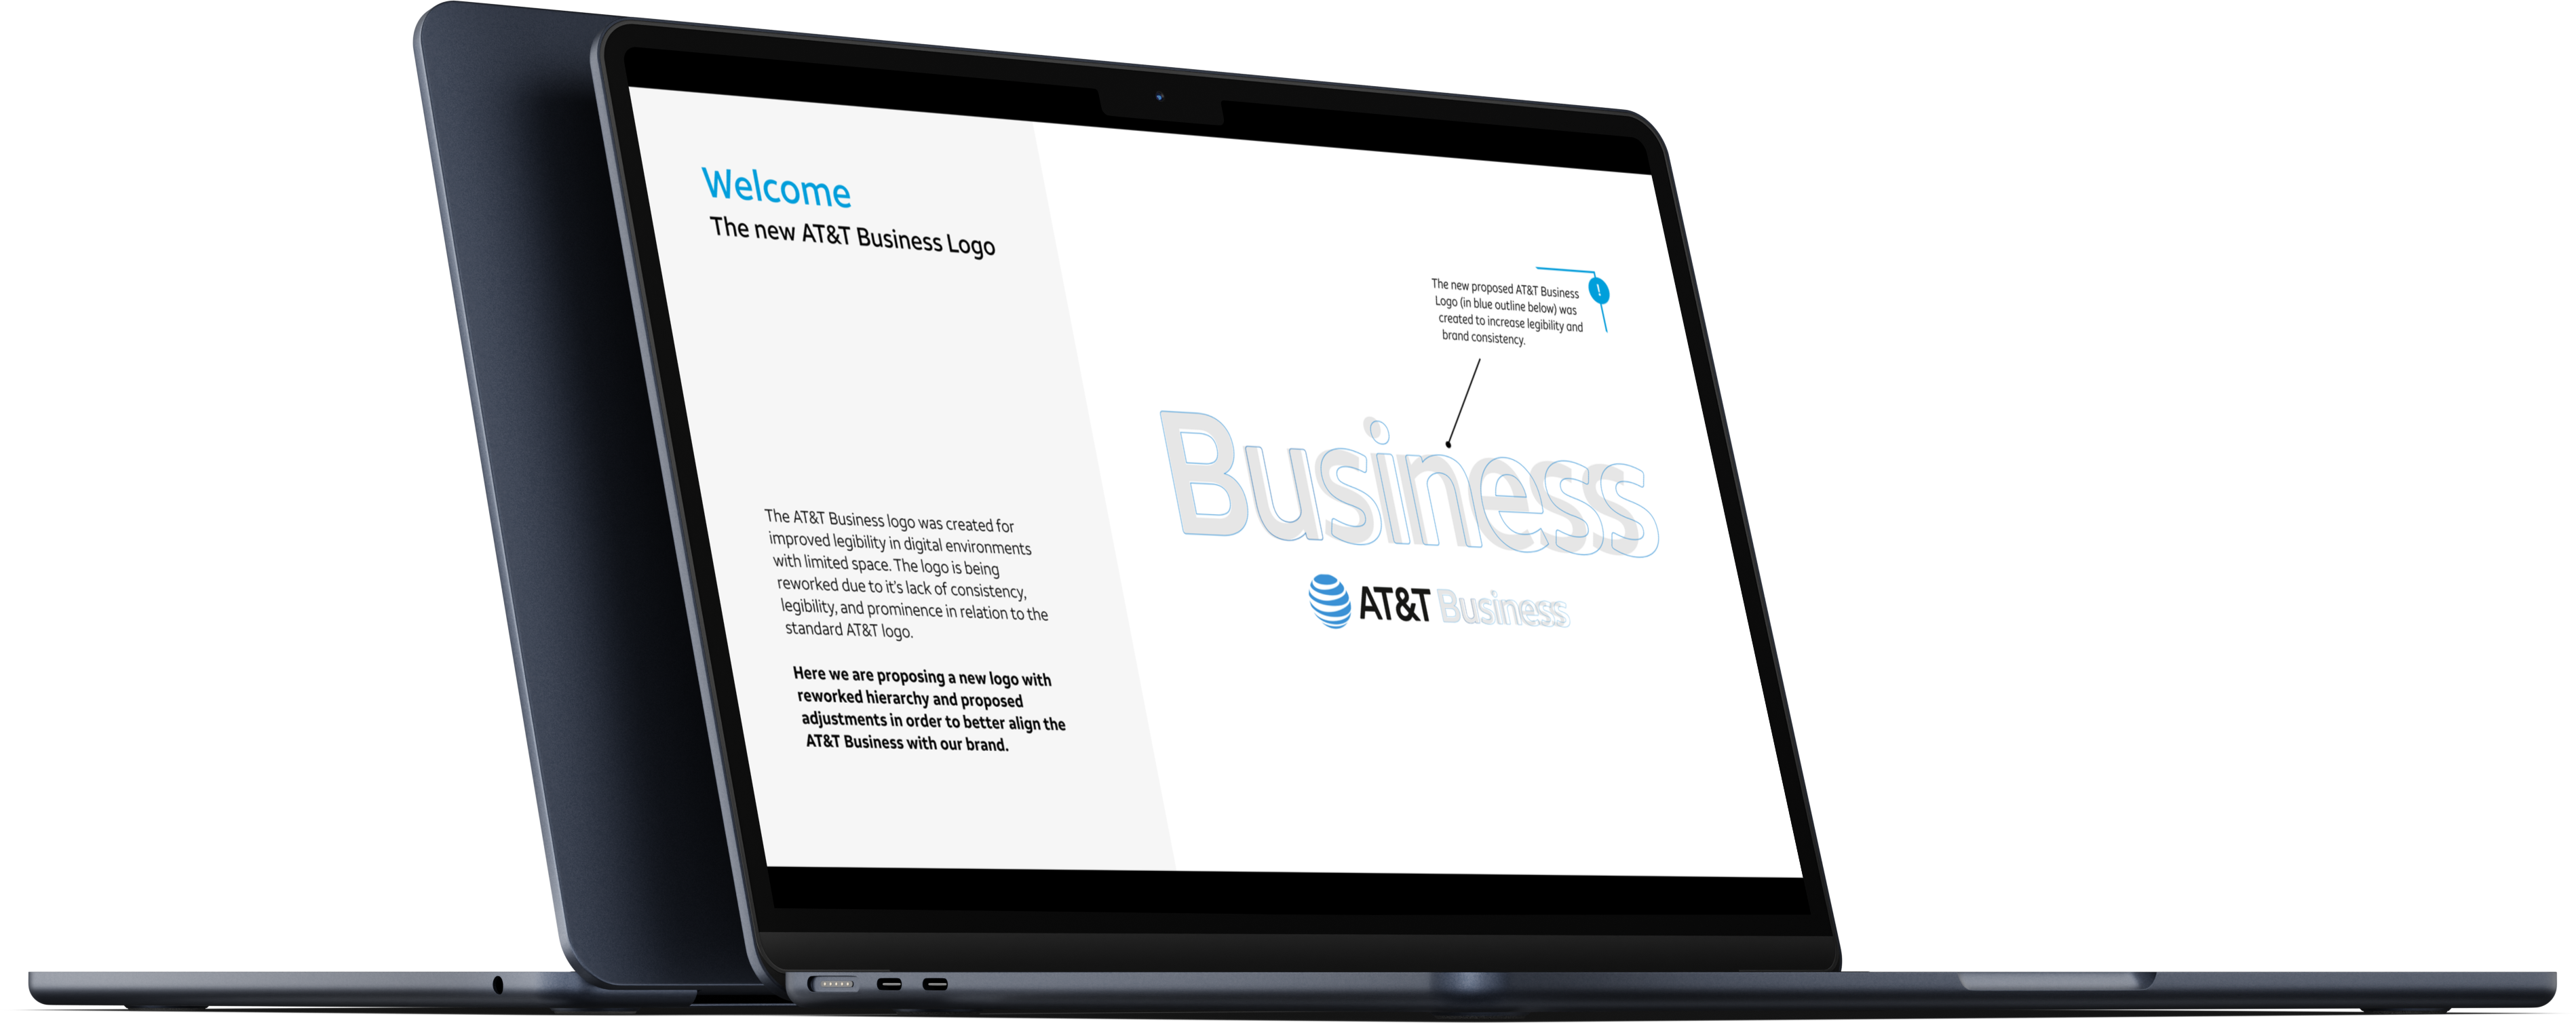 Welcome
The new AT&T Business Logo
The AT&T Business logo was created for
improved legibility in digital environments
with limited space. The logo is being
reworked due to it's lack of consistency,
legibility, and prominence in relation to the
standard AT&T logo.
Here we are proposing a new logo with
reworked hierarchy and proposed
adjustments in order to better align the
AT&T Business with our brand.
!
The new proposed AT&T Business
Logo (in blue outline below) was
created to increase legibility and
brand consistency.
Business
AT&T Business